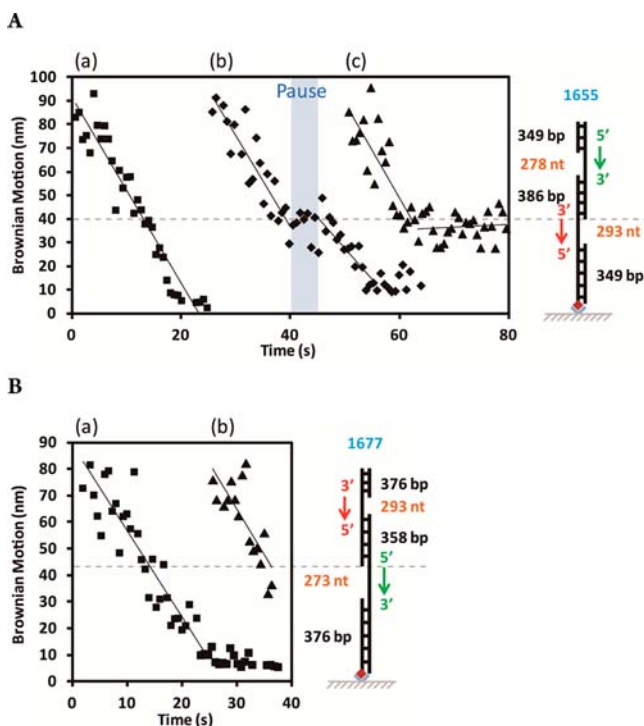 A
(a) (b) (c)
Pause
Brownian Motion (nm)
100
90
80
70
60
50
40
30
20
10
0
0 20 40 60 80
Time (s)
1655
349 bp
5’
278 nt
3’
386 bp
3’
293 nt
5’
349 bp
B
(a) (b)
Brownian Motion (nm)
90
80
70
60
50
40
30
20
10
0
0 10 20 30 40
Time (s)
1677
3’
376 bp
293 nt
5’
358 bp
5’
273 nt
3’
376 bp